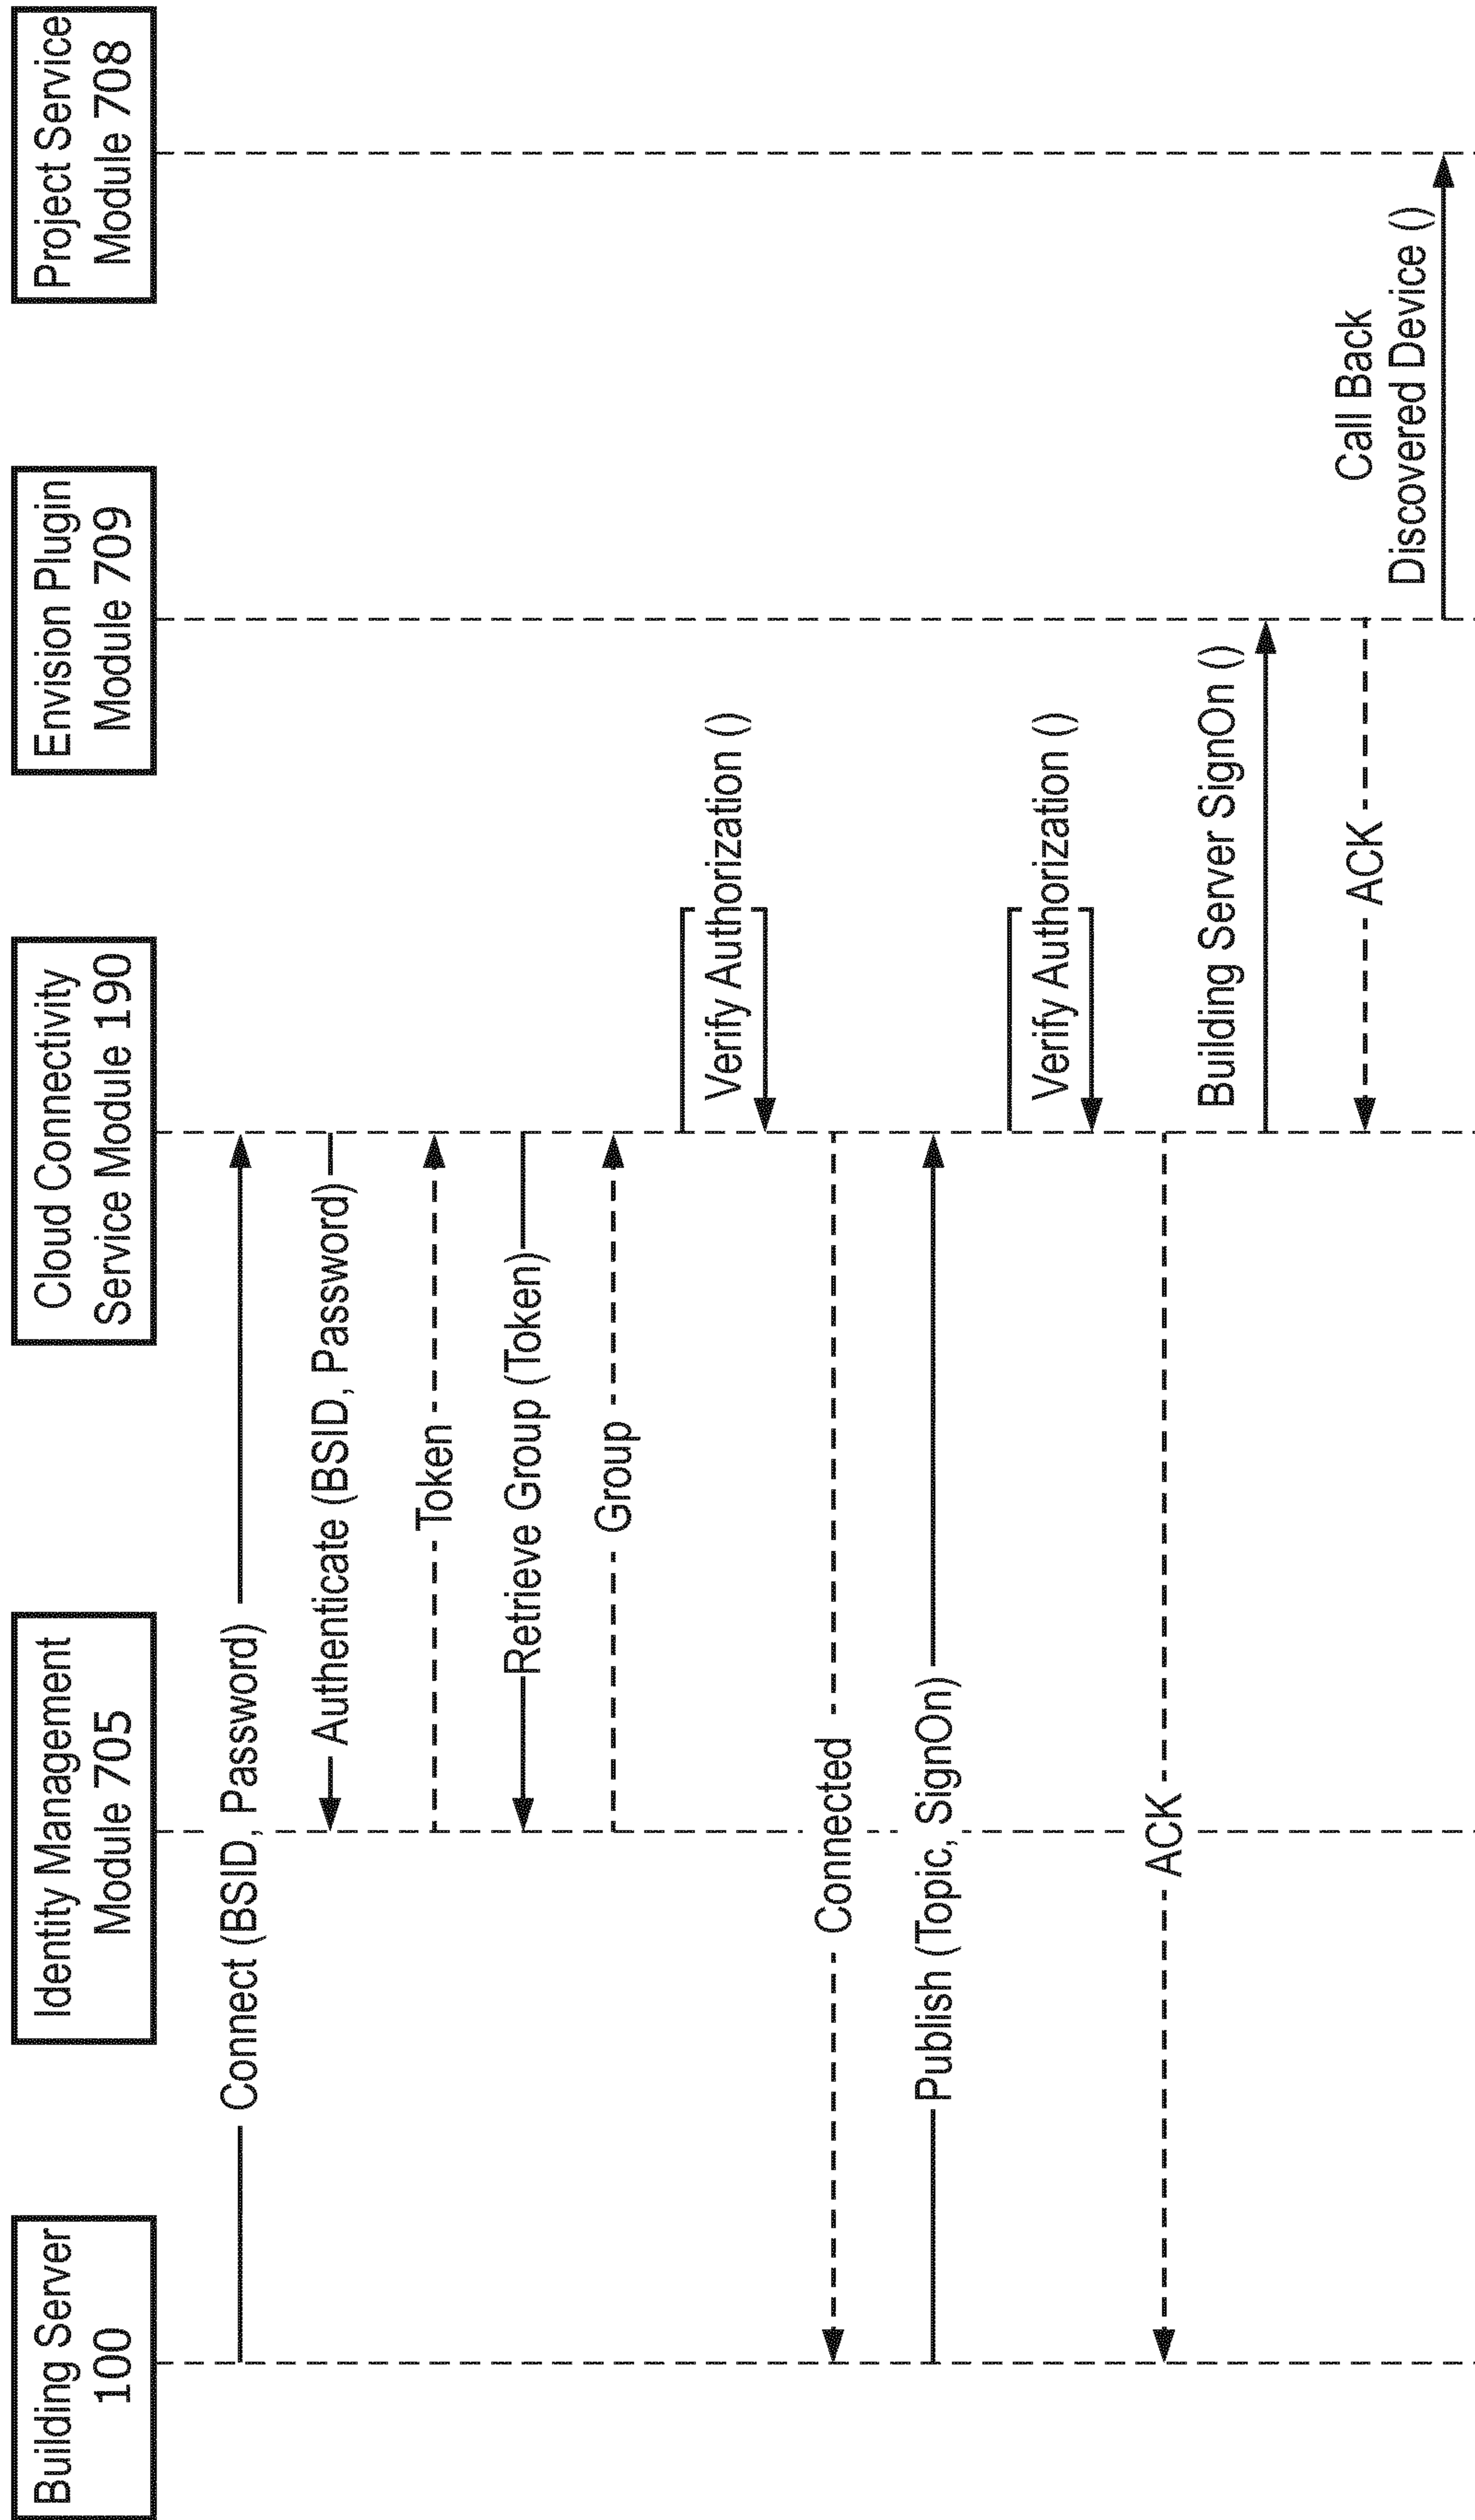 Building Server
100
Identity Management
Module 705
Cloud Connectivity
Service Module 190
Envision Plugin
Module 709
Project Service
Module 708
Connect (BSID, Password)
Authenticate (BSID, Password)
Token
Retrieve Group (Token)
Group
Verify Authorization ()
Connected
Publish (Topic, SignOn)
Verify Authorization ()
ACK
Building Server SignOn ()
ACK
Call Back
Discovered Device ()